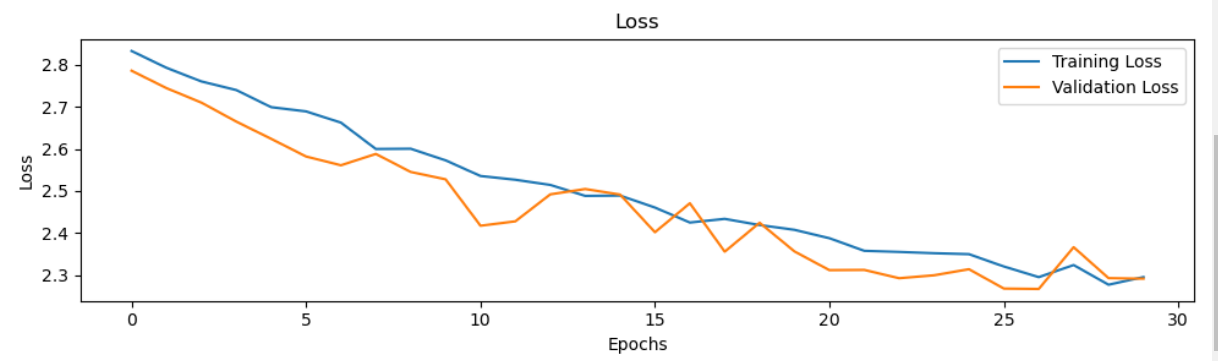 Loss
Training Loss
Validation Loss
2.8
2.7
2.6
2.5
2.4
2.3
Loss
0 5 10 15 20 25 30
Epochs